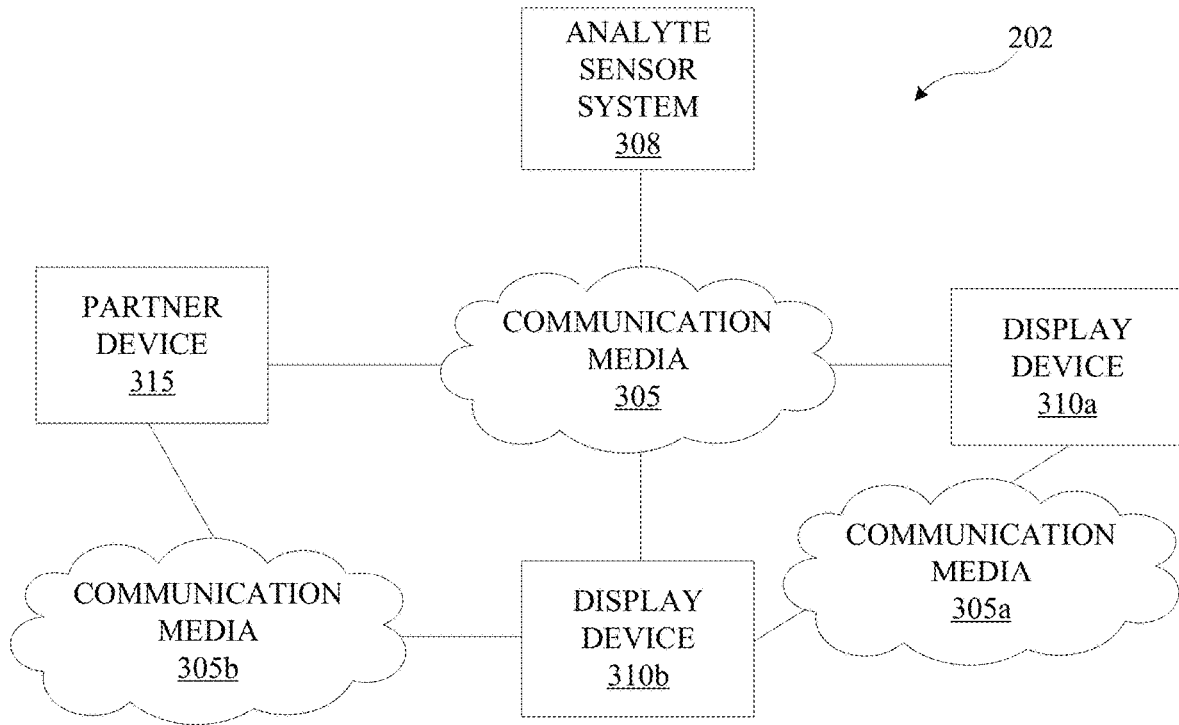 ANALYTE
SENSOR
SYSTEM
308
202
PARTNER
DEVICE
315
COMMUNICATION
MEDIA
305
DISPLAY
DEVICE
310a
COMMUNICATION
MEDIA
305b
DISPLAY
DEVICE
310b
COMMUNICATION
MEDIA
305a